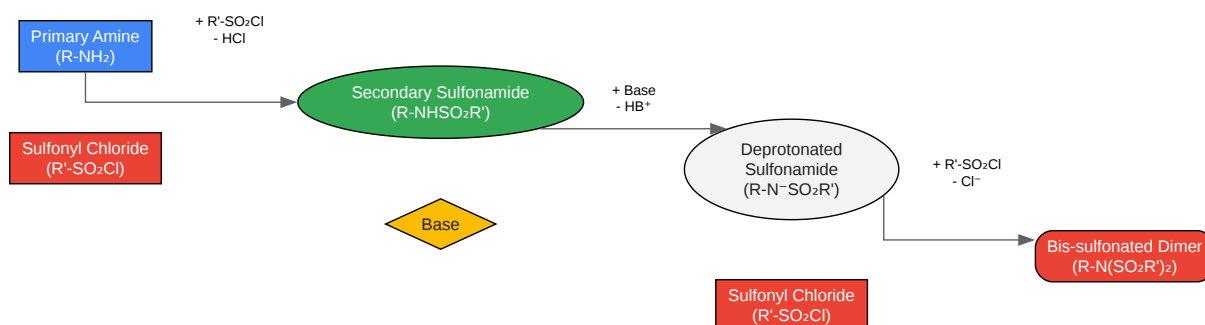 Primary Amine
(R-NH₂)
+ R'-SO₂Cl
- HCl
Sulfonyl Chloride
(R'-SO₂Cl)
Secondary Sulfonamide
(R-NHSO₂R')
+ Base
- HB⁺
Base
Deprotonated
Sulfonamide
(R-N⁻SO₂R')
+ R'-SO₂Cl
- Cl⁻
Sulfonyl Chloride
(R'-SO₂Cl)
Bis-sulfonated Dimer
(R-N(SO₂R')₂)